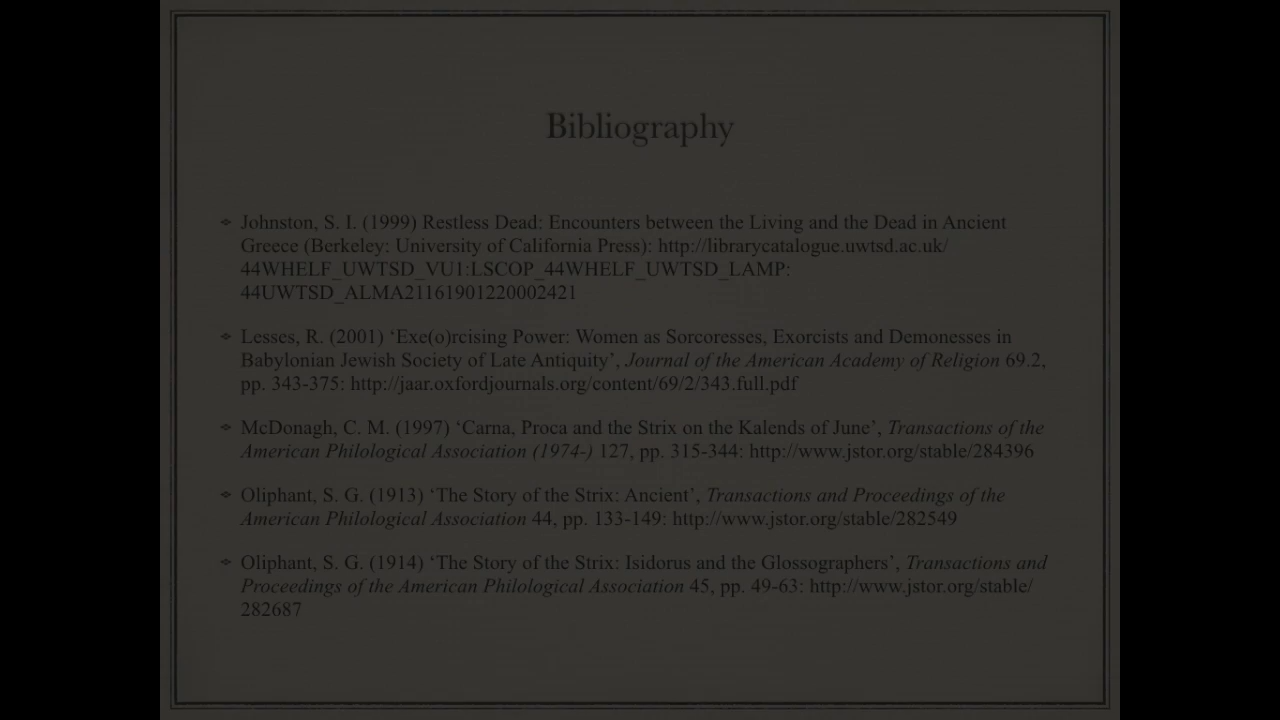 Bibliography
Johnston, S. I. (1999) Restless Dead: Encounters between the Living and the Dead in Ancient
Greece (Berkeley: University of California Press): http://librarycatalogue.uwtsd.ac.uk/
44WHELF_UWTSD_VU1:LSCOP_44WHELF_UWTSD_LAMP:
44UWTSD_ALMA21161901220002421
Lesses, R. (2001) ‘Exe(o)rcising Power: Women as Sorcoresses, Exorcists and Demonesses in
Babylonian Jewish Society of Late Antiquity’, Journal of the American Academy of Religion 69.2,
pp. 343-375: http://jaar.oxfordjournals.org/content/69/2/343.full.pdf
McDonagh, C. M. (1997) ‘Carna, Proca and the Strix on the Kalends of June’, Transactions of the
American Philological Association (1974-) 127, pp. 315-344: http://www.jstor.org/stable/284396
Oliphant, S. G. (1913) ‘The Story of the Strix: Ancient’, Transactions and Proceedings of the
American Philological Association 44, pp. 133-149: http://www.jstor.org/stable/282549
Oliphant, S. G. (1914) ‘The Story of the Strix: Isidorus and the Glossographers’, Transactions and
Proceedings of the American Philological Association 45, pp. 49-63: http://www.jstor.org/stable/
282687